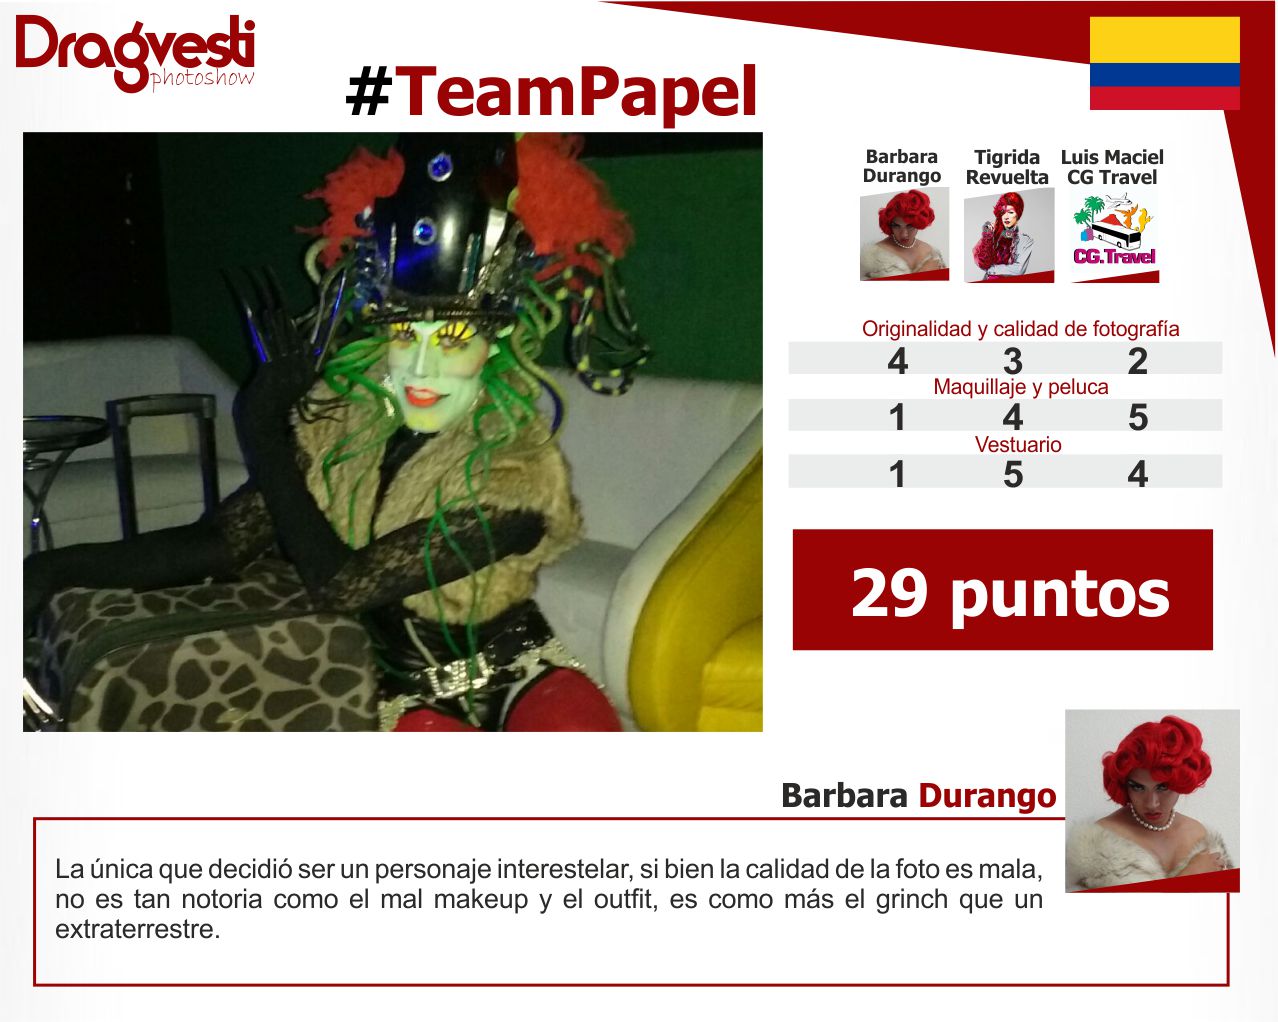 Dragvesti
photoshow
#TeamPapel
Barbara Durango
Tigrida Revuelta
Luis Maciel CG Travel
CG.Travel
Originalidad y calidad de fotografía
4 3 2
Maquillaje y peluca
1 4 5
Vestuario
1 5 4
29 puntos
Barbara Durango
La única que decidió ser un personaje interestelar, si bien la calidad de la foto es mala,
no es tan notoria como el mal makeup y el outfit, es como más el grinch que un
extraterrestre.